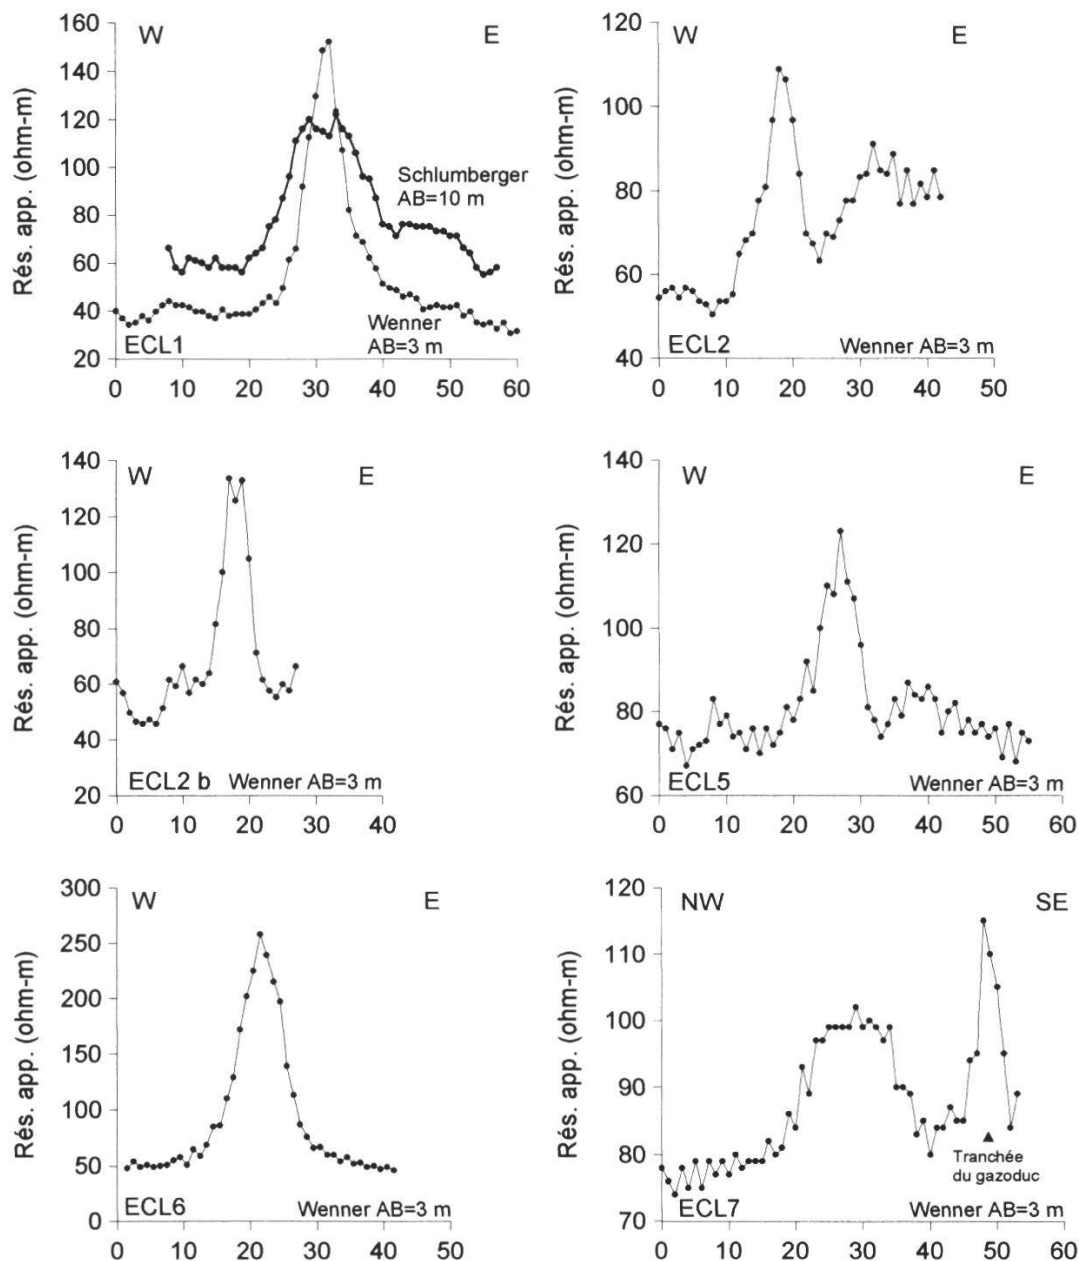 160
140
120
100
80
60
40
20
Rés. app. (ohm-m)
W E
Schlumberger
AB=10 m
Wenner
AB=3 m
ECL1
0 10 20 30 40 50 60
120
100
80
60
40
Rés. app. (ohm-m)
W E
ECL2 Wenner AB=3 m
0 10 20 30 40 50
140
120
100
80
60
40
20
Rés. app. (ohm-m)
W E
ECL2 b Wenner AB=3 m
0 10 20 30 40
140
120
100
80
60
Rés. app. (ohm-m)
W E
ECL5 Wenner AB=3 m
0 10 20 30 40 50 60
300
250
200
150
100
50
0
Rés. app. (ohm-m)
W E
ECL6 Wenner AB=3 m
0 10 20 30 40 50
120
110
100
90
80
70
Rés. app. (ohm-m)
NW SE
Tranchée
du gazoduc
ECL7 Wenner AB=3 m
0 10 20 30 40 50 60